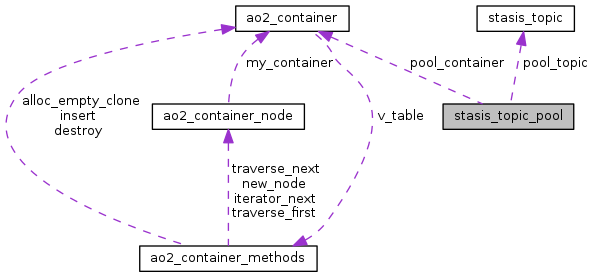 ao2_container
stasis_topic
my_container
pool_container
pool_topic
alloc_empty_clone
insert
destroy
ao2_container_node
v_table
stasis_topic_pool
traverse_next
new_node
iterator_next
traverse_first
ao2_container_methods